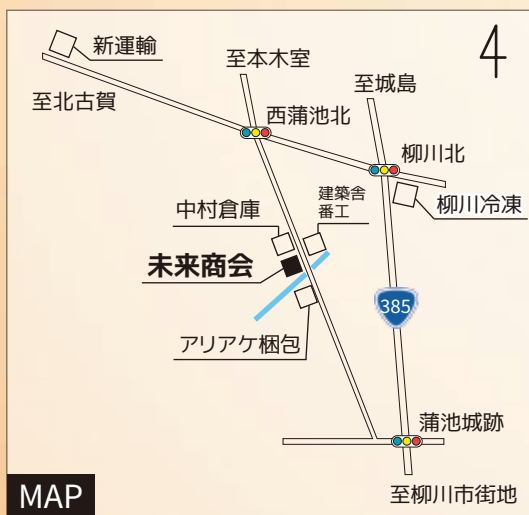 新運輸
至本木室
至城島
至北古賀
西蒲池北
柳川北
中村倉庫
建築舎
番工
柳川冷凍
未来商会
385
アリアケ梱包
蒲池城跡
MAP
至柳川市街地